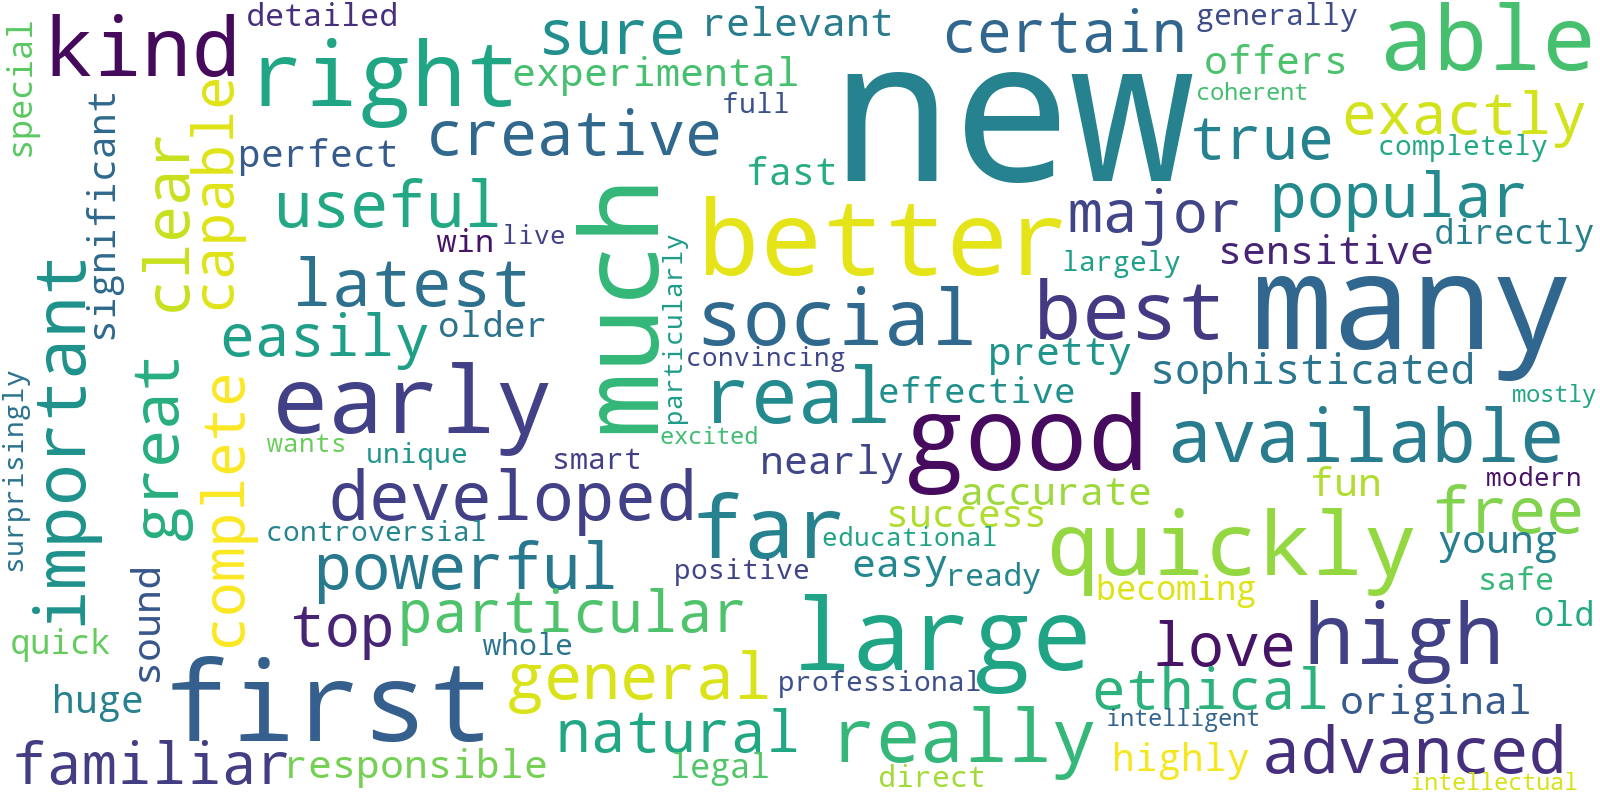 special
kind
detailed
right
sure
relevant
certain
generally
able
experimental
offers
full
new
coherent
exactly
creative
true
completely
perfect
fast
significant
clear
capable
useful
much
better
major
popular
directly
win
live
sensitive
particularly
largely
important
latest
social
best
many
easily
older
convincing
pretty
sophisticated
surprisingly
great
complete
early
real
effective
mostly
wants
unique
excited
good
available
smart
nearly
modern
developed
far
accurate
fun
free
success
controversial
educational
quickly
young
powerful
positive
easy
ready
becoming
safe
sound
top
particular
large
love
high
old
quick
whole
first
general
professional
ethical
original
huge
natural
really
intelligent
familiar
responsible
legal
direct
highly
advanced
intellectual